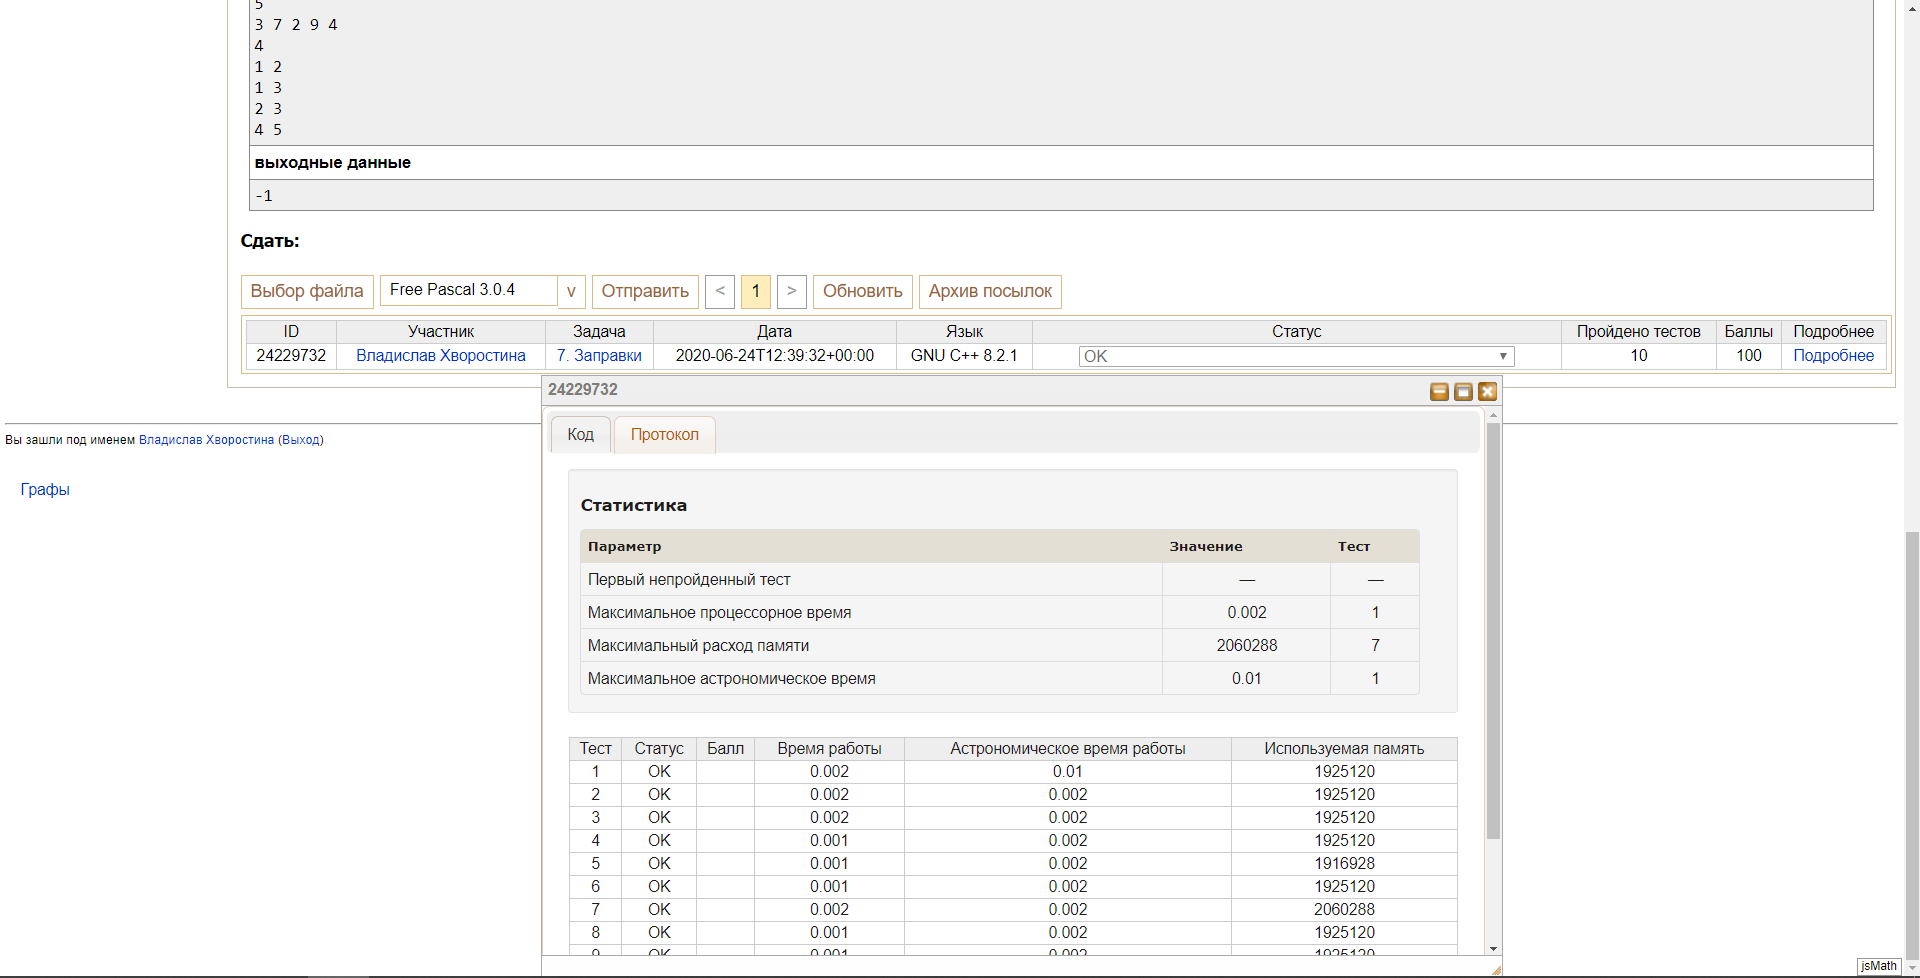 5
3 7 2 9 4
4
1 2
1 3
2 3
4 5
выходные данные
-1
Сдать:
Выбор файла Free Pascal 3.0.4 v Отправить < 1 > Обновить Архив посылок
ID Участник Задача Дата Язык Статус Пройдено тестов Баллы Подробнее
24229732 Владислав Хворостина 7. Заправки 2020-06-24T12:39:32+00:00 GNU C++ 8.2.1 OK 10 100 Подробнее
24229732
Код Протокол
Вы зашли под именем Владислав Хворостина (Выход)
Графы
Статистика
Параметр Значение Тест
Первый непройденный тест — —
Максимальное процессорное время 0.002 1
Максимальный расход памяти 2060288 7
Максимальное астрономическое время 0.01 1
Тест Статус Балл Время работы Астрономическое время работы Используемая память
1 OK 0.002 0.01 1925120
2 OK 0.002 0.002 1925120
3 OK 0.002 0.002 1925120
4 OK 0.001 0.002 1925120
5 OK 0.001 0.002 1916928
6 OK 0.001 0.002 1925120
7 OK 0.002 0.002 2060288
8 OK 0.001 0.002 1925120
9 OK 0.001 0.002 1925120
jsMath